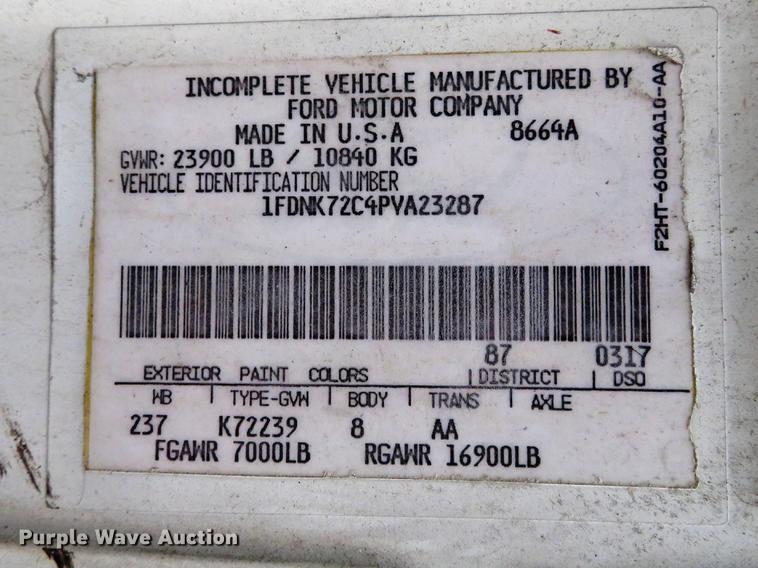 INCOMPLETE VEHICLE MANUFACTURED BY
FORD MOTOR COMPANY
MADE IN U.S.A 8664A
GVWR: 23900 LB / 10840 KG
VEHICLE IDENTIFICATION NUMBER
1FDNK72C4PVA23287
F2HT-60204A10-AA
87 0317
EXTERIOR PAINT COLORS DISTRICT DSO
WB TYPE-GVW BODY TRANS AXLE
237 K72239 8 AA
FGAWR 7000LB RGAWR 16900LB
Purple Wave Auction